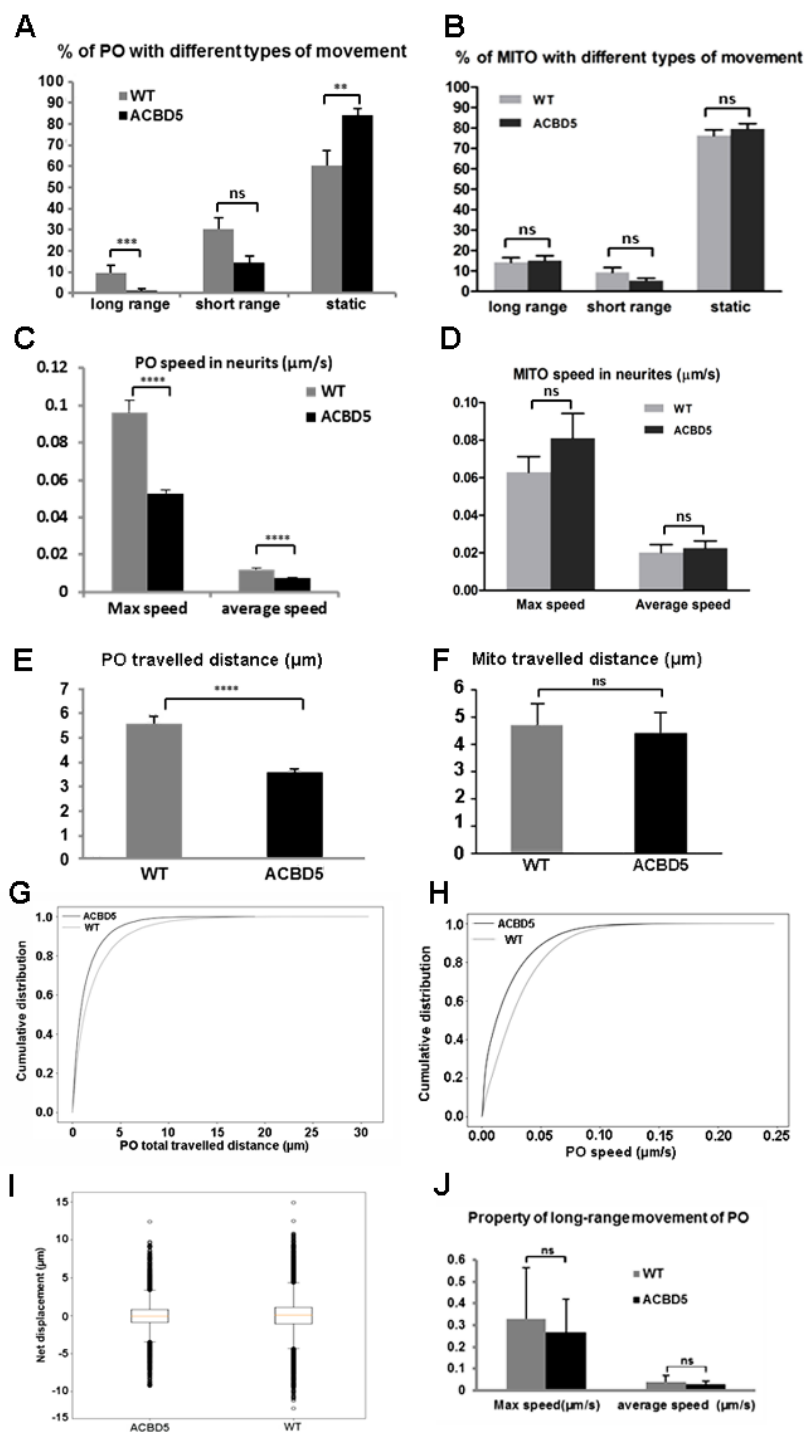 A
% of PO with different types of movement
100
90
80
70
60
50
40
30
20
10
0
WT
ACBD5
***
ns
**
long range
short range
static
B
% of MITO with different types of movement
100
90
80
70
60
50
40
30
20
10
0
WT
ACBD5
ns
ns
ns
long range
short range
static
C
PO speed in neurits (µm/s)
0.12
0.1
0.08
0.06
0.04
0.02
0
WT
ACBD5
****
****
Max speed
average speed
D
MITO speed in neurites (µm/s)
0.10
0.08
0.06
0.04
0.02
0.00
WT
ACBD5
ns
ns
Max speed
Average speed
E
PO travelled distance (µm)
7
6
5
4
3
2
1
0
****
WT
ACBD5
F
Mito travelled distance (µm)
6
5
4
3
2
1
0
ns
WT
ACBD5
G
Cumulative distribution
1.0
0.8
0.6
0.4
0.2
0.0
ACBD5
WT
0
5
10
15
20
25
30
PO total travelled distance (µm)
H
Cumulative distribution
1.0
0.8
0.6
0.4
0.2
0.0
ACBD5
WT
0.00
0.05
0.10
0.15
0.20
0.25
PO speed (µm/s)
I
Net displacement (µm)
15
10
5
0
-5
-10
-15
ACBD5
WT
J
Property of long-range movement of PO
0.6
0.5
0.4
0.3
0.2
0.1
0
WT
ACBD5
ns
ns
Max speed(µm/s)
average speed (µm/s)